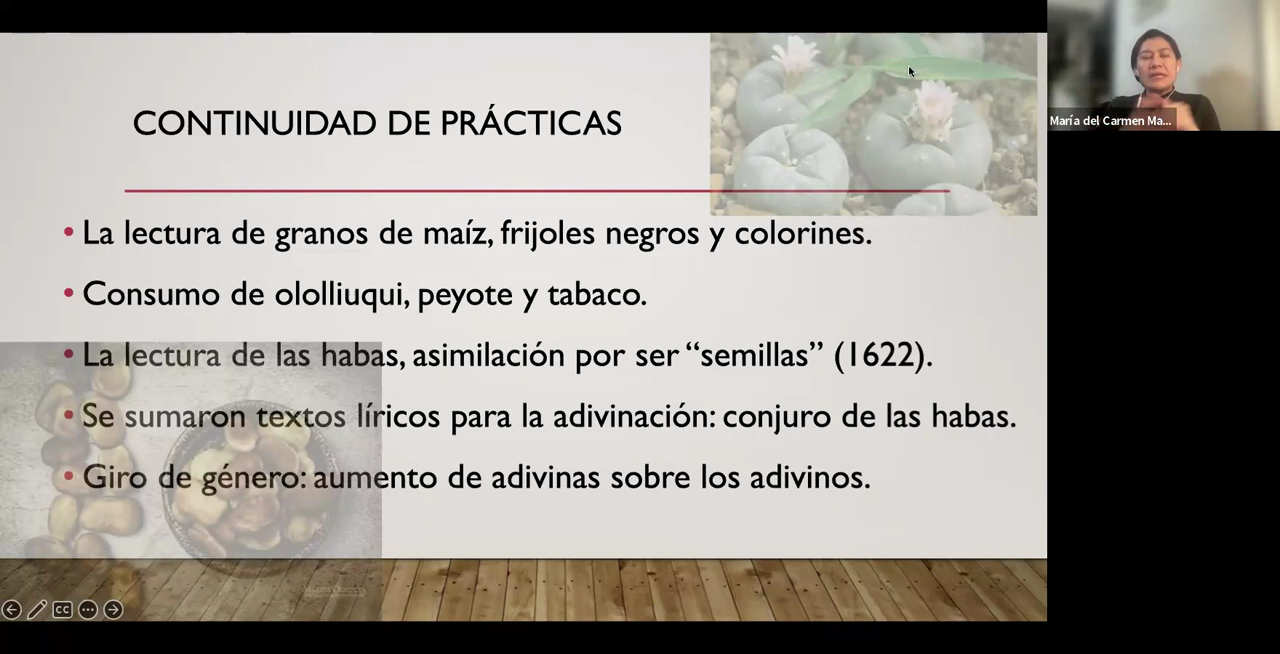 CONTINUIDAD DE PRÁCTICAS
María del Carmen Ma...
• La lectura de granos de maíz, frijoles negros y colorines.
• Consumo de ololliuqui, peyote y tabaco.
• La lectura de las habas, asimilación por ser “semillas” (1622).
• Se sumaron textos líricos para la adivinación: conjuro de las habas.
• Giro de género: aumento de adivinas sobre los adivinos.
CC